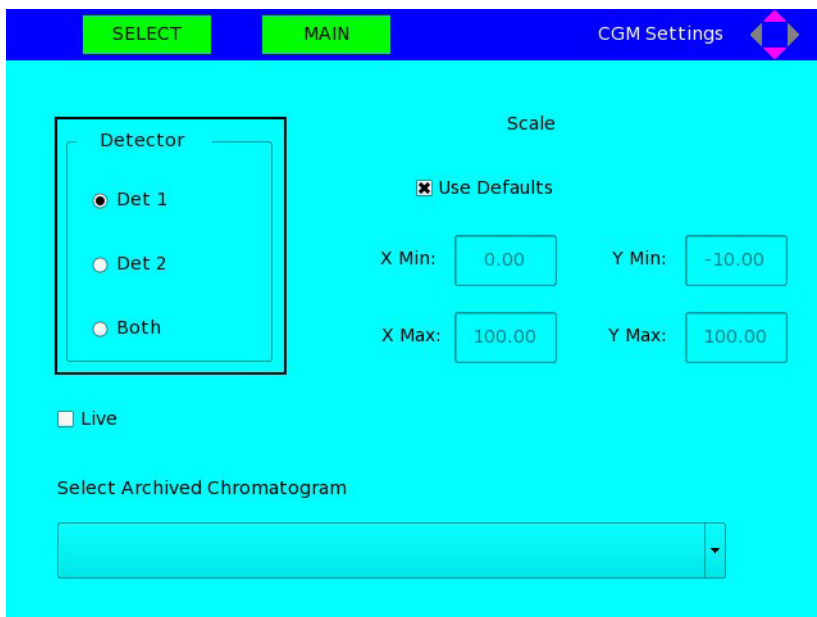 SELECT MAIN CGM Settings
Detector
Det 1
Det 2
Both
Scale
Use Defaults
X Min: 0.00 Y Min: -10.00
X Max: 100.00 Y Max: 100.00
Live
Select Archived Chromatogram